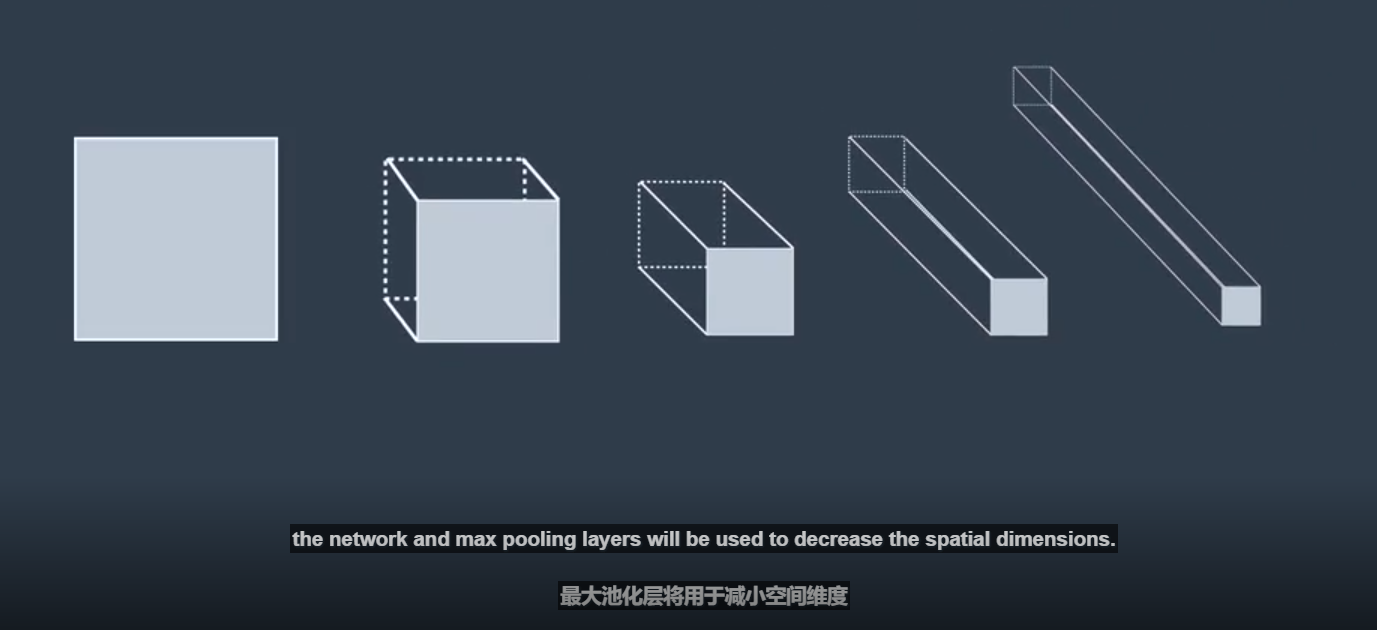 the network and max pooling layers will be used to decrease the spatial dimensions.
最大池化层将用于减小空间维度